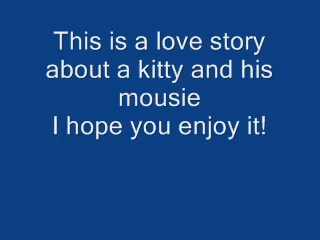 This is a love story
about a kitty and his
mousie
I hope you enjoy it!